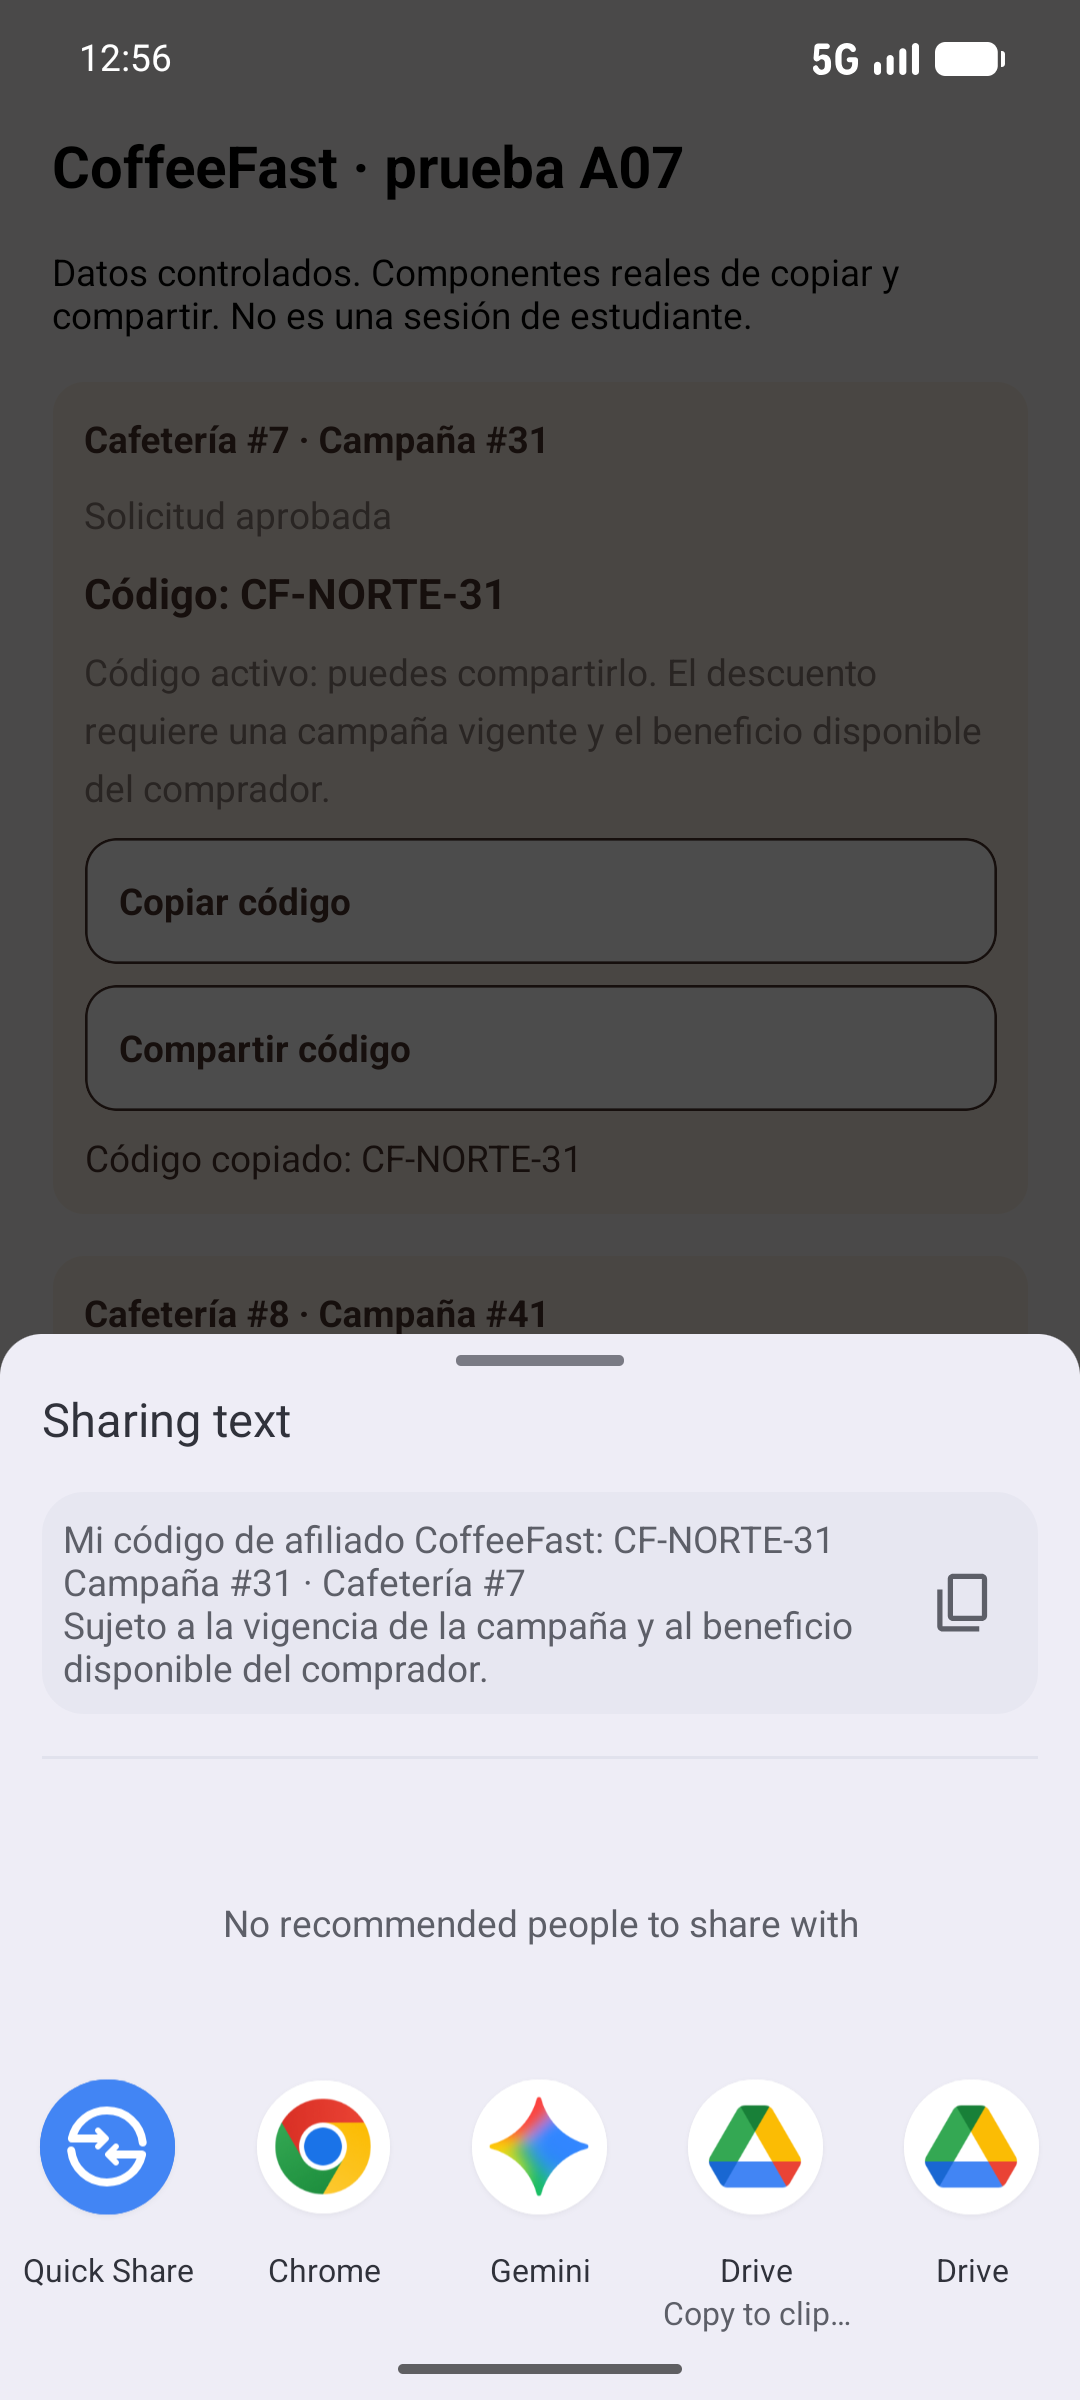 12:56
5G
CoffeeFast · prueba A07
Datos controlados. Componentes reales de copiar y
compartir. No es una sesión de estudiante.
Cafetería #7 · Campaña #31
Solicitud aprobada
Código: CF-NORTE-31
Código activo: puedes compartirlo. El descuento
requiere una campaña vigente y el beneficio disponible
del comprador.
Copiar código
Compartir código
Código copiado: CF-NORTE-31
Cafetería #8 · Campaña #41
Sharing text
Mi código de afiliado CoffeeFast: CF-NORTE-31
Campaña #31 · Cafetería #7
Sujeto a la vigencia de la campaña y al beneficio
disponible del comprador.
No recommended people to share with
Quick Share
Chrome
Gemini
Drive
Copy to clip…
Drive